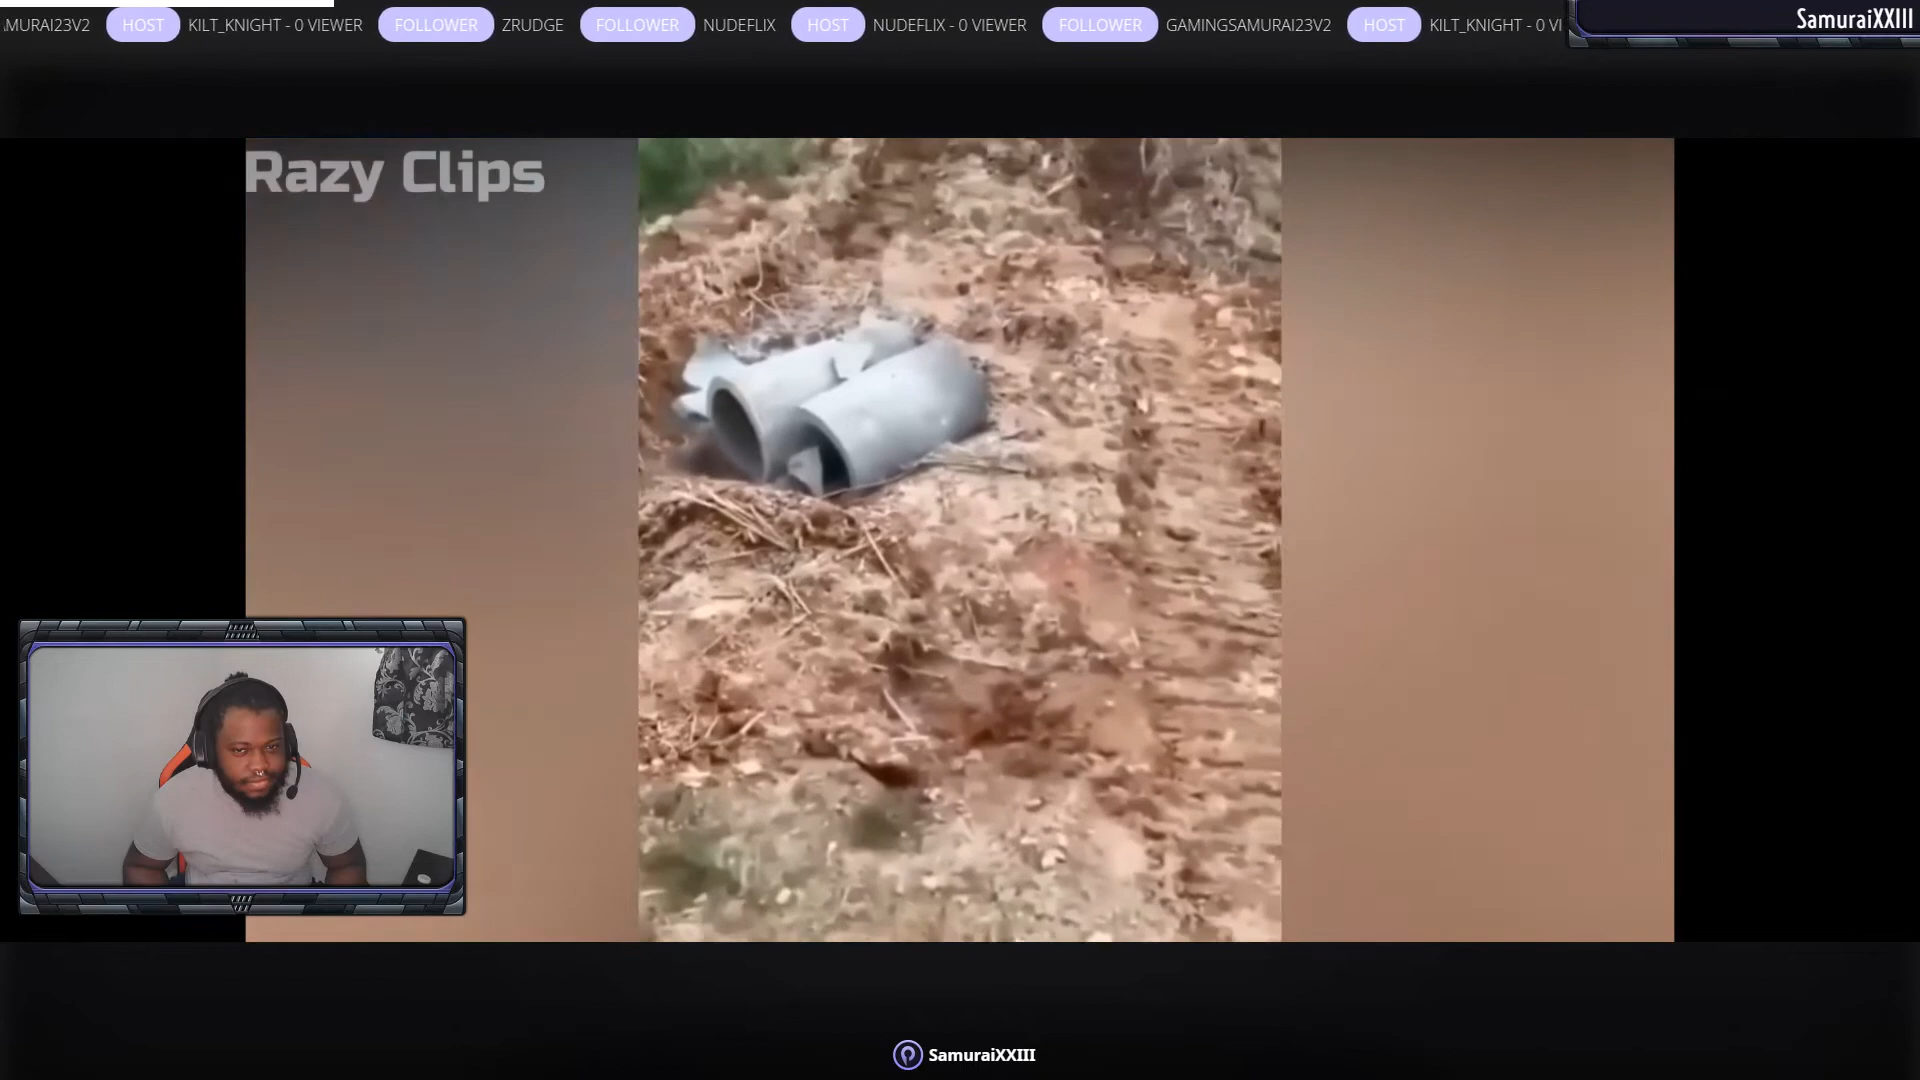 AMURAI23V2 HOST KILT_KNIGHT - 0 VIEWER FOLLOWER ZRUDGE FOLLOWER NUDEFLIX HOST NUDEFLIX - 0 VIEWER FOLLOWER GAMINGSAMURAI23V2 HOST KILT_KNIGHT - 0 VI
SamuraiXXIII
Razy Clips
SamuraiXXIII